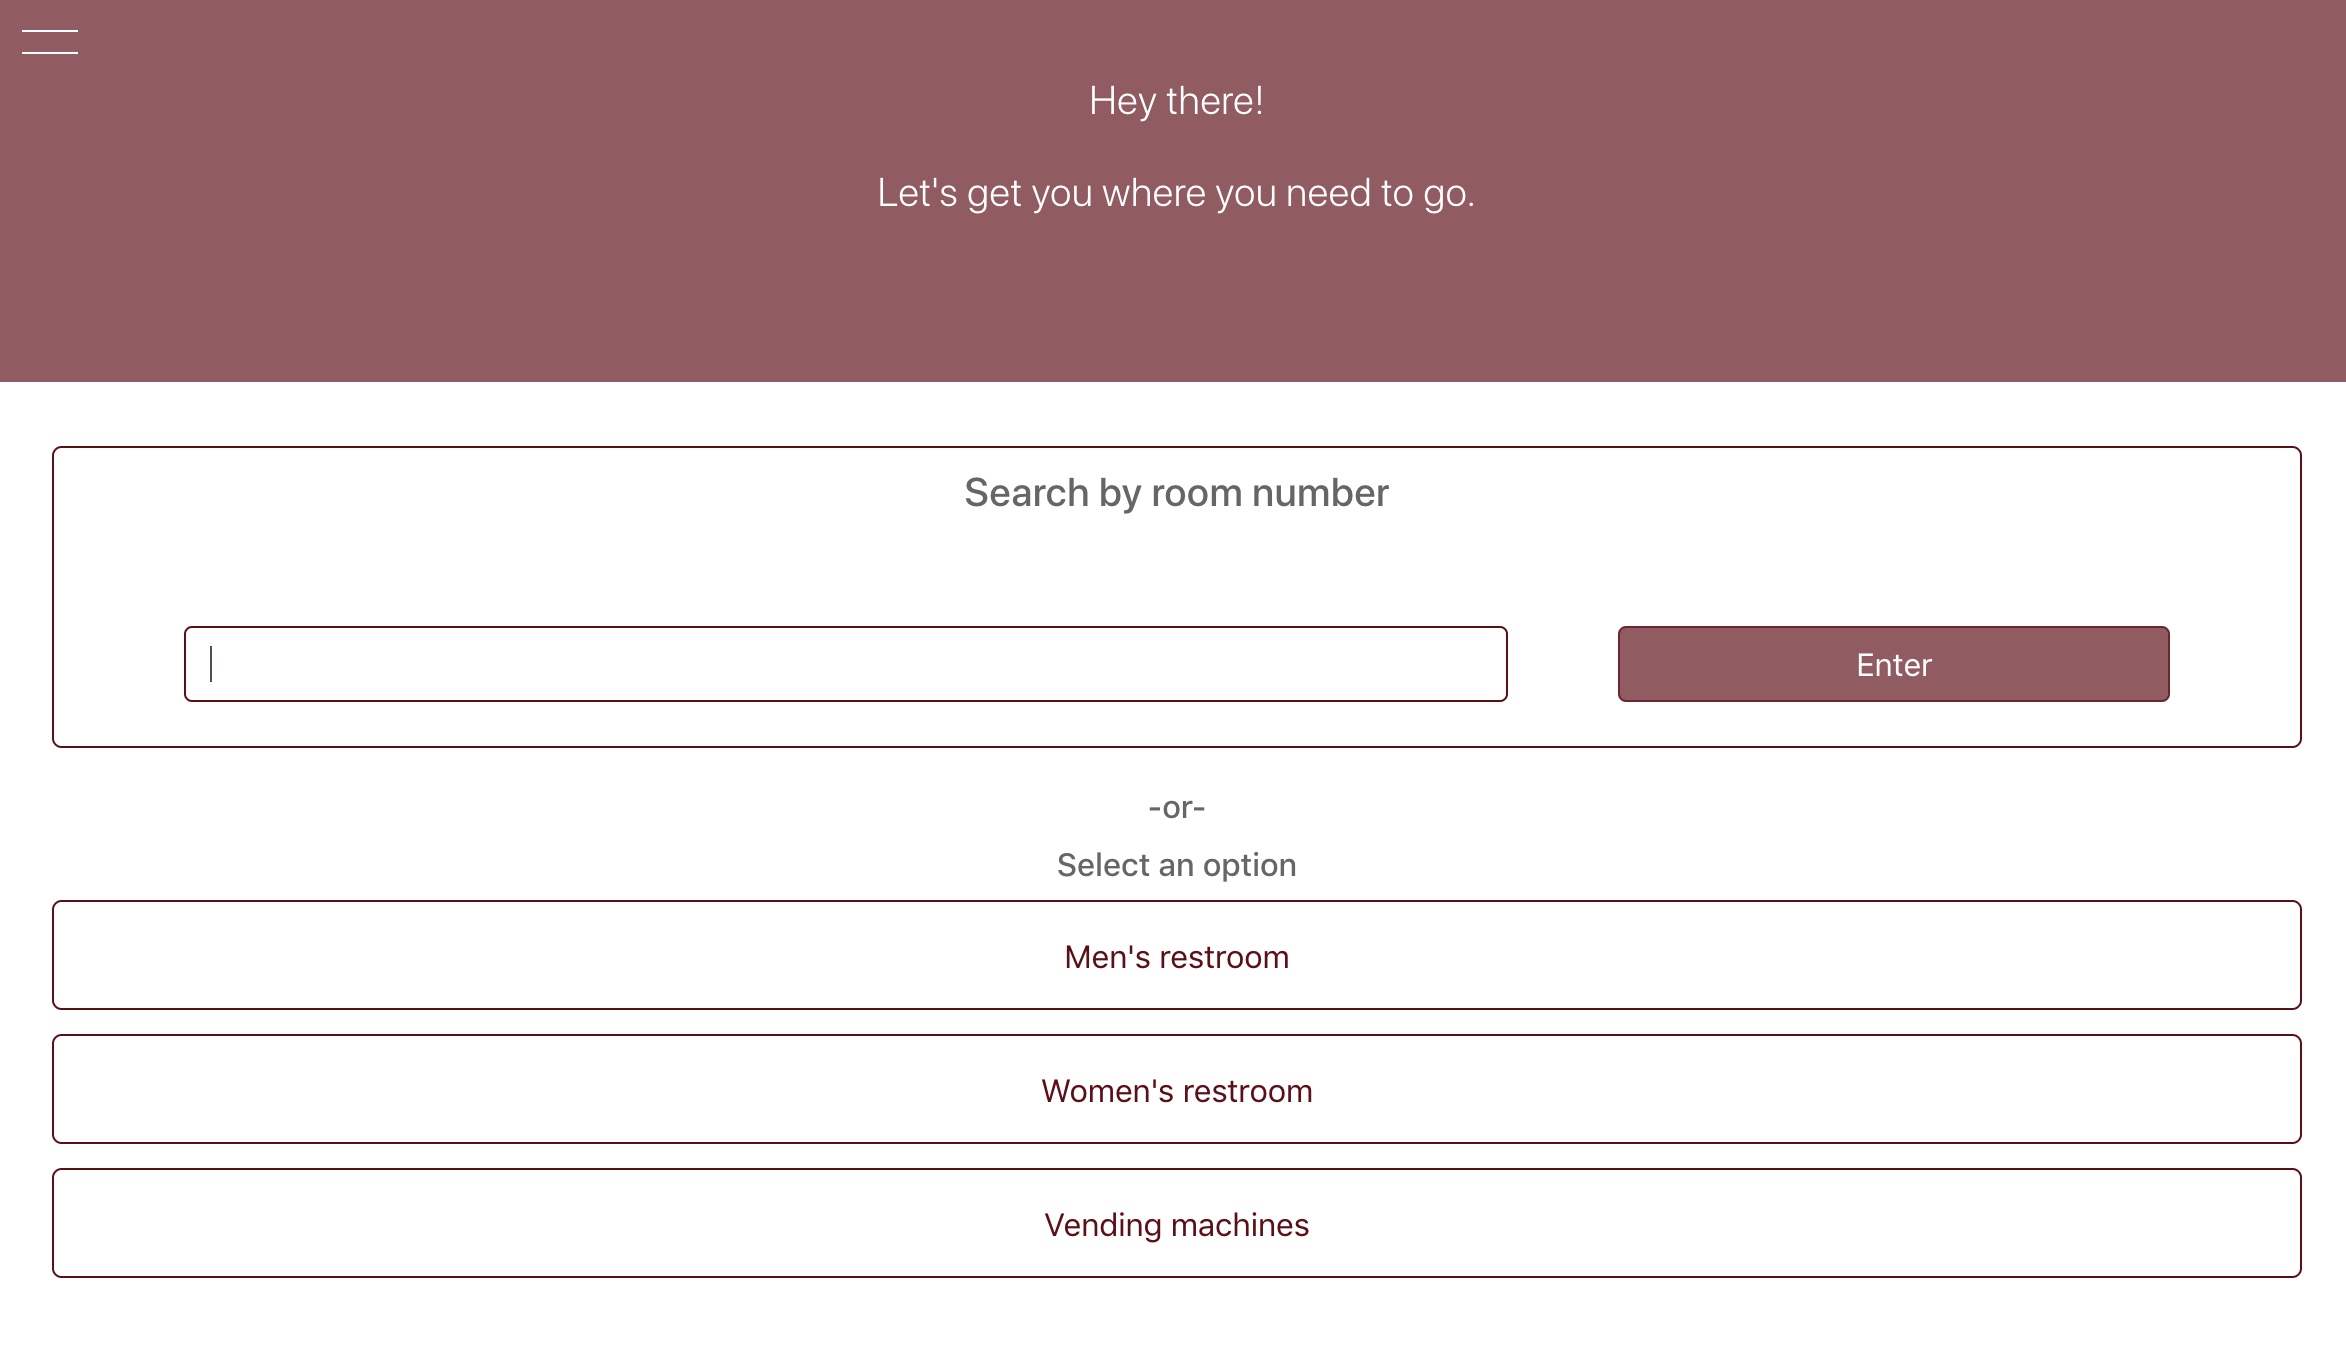 Hey there!
Let's get you where you need to go.
Search by room number
Enter
-or-
Select an option
Men's restroom
Women's restroom
Vending machines